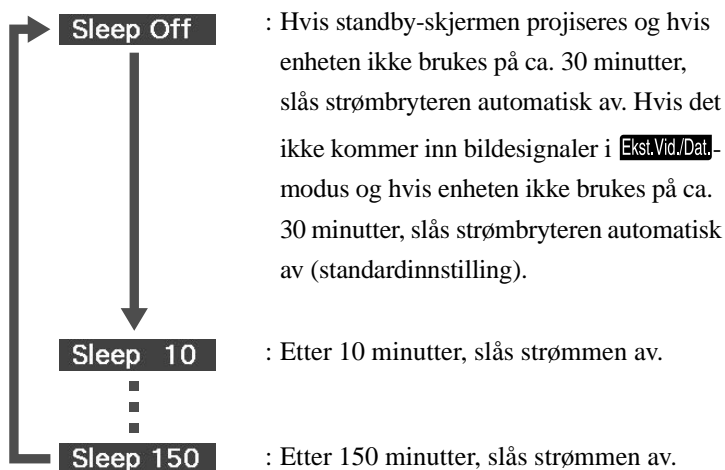 Sleep Off : Hvis standby-skjermen projiseres og hvis
enheten ikke brukes på ca. 30 minutter,
slås strømbryteren automatisk av. Hvis det
ikke kommer inn bildesignaler i Ekst.Vid./Dat.-
modus og hvis enheten ikke brukes på ca.
30 minutter, slås strømbryteren automatisk
av (standardinnstilling).
Sleep 10 : Etter 10 minutter, slås strømmen av.
Sleep 150 : Etter 150 minutter, slås strømmen av.